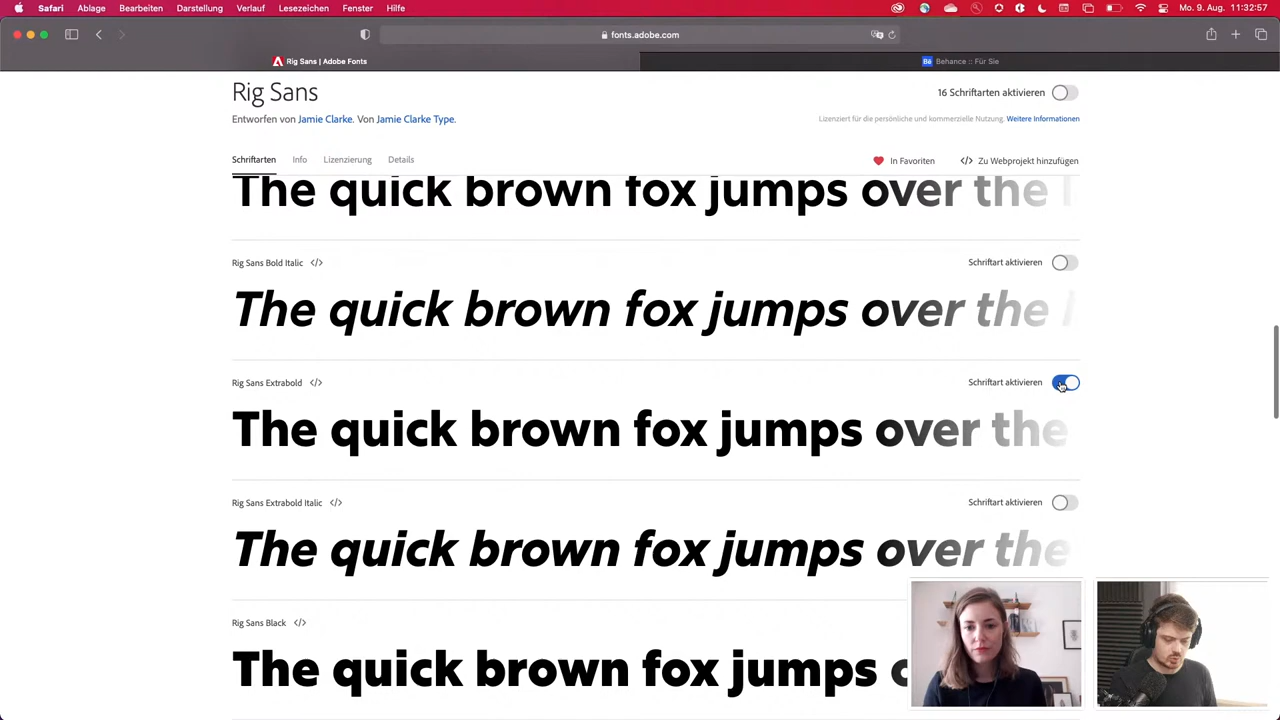 Safari Ablage Bearbeiten Darstellung Verlauf Lesezeichen Fenster Hilfe Mo. 9. Aug. 11:32:57
fonts.adobe.com
Rig Sans | Adobe Fonts
Bē Behance :: Für Sie
Rig Sans
16 Schriftarten aktivieren
Entworfen von Jamie Clarke. Von Jamie Clarke Type.
Lizenziert für die persönliche und kommerzielle Nutzung. Weitere Informationen
Schriftarten Info Lizenzierung Details
In Favoriten </> Zu Webprojekt hinzufügen
The quick brown fox jumps over the
Rig Sans Bold Italic </>
Schriftart aktivieren
The quick brown fox jumps over the
Rig Sans Extrabold </>
Schriftart aktivieren
The quick brown fox jumps over the
Rig Sans Extrabold Italic </>
Schriftart aktivieren
The quick brown fox jumps over the
Rig Sans Black </>
The quick brown fox jumps